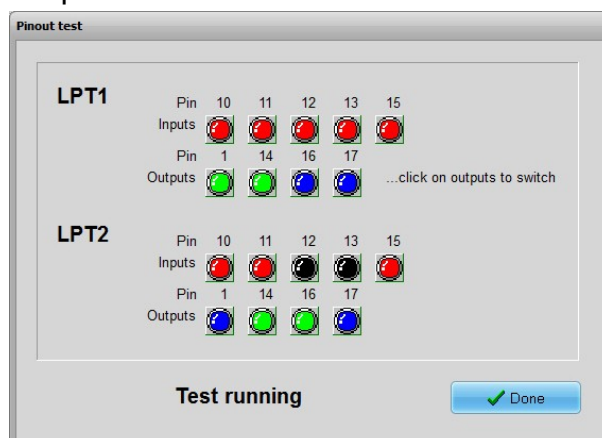 Pinout test
LPT1
Pin 10 11 12 13 15
Inputs
Pin 1 14 16 17
Outputs ...click on outputs to switch
LPT2
Pin 10 11 12 13 15
Inputs
Pin 1 14 16 17
Outputs
Test running
Done